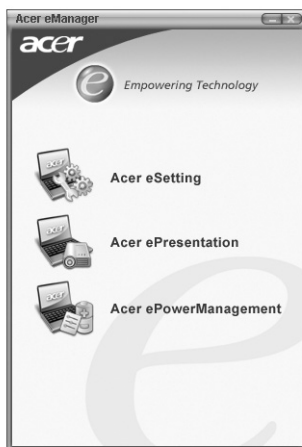 Acer eManager
acer
e Empowering Technology
Acer eSetting
Acer ePresentation
Acer ePowerManagement